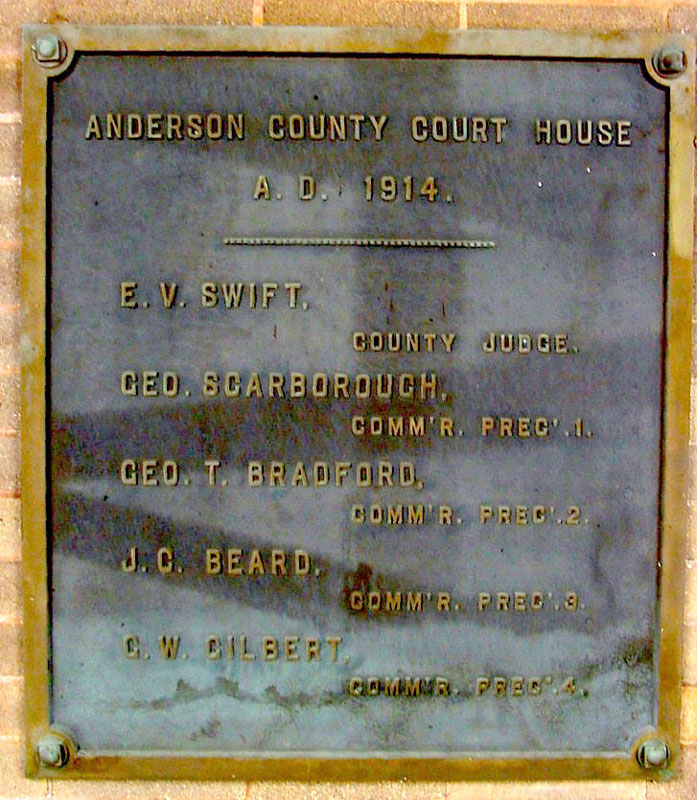 ANDERSON COUNTY COURT HOUSE
A. D. 1914.
E. V. SWIFT,
COUNTY JUDGE.
GEO. SCARBOROUGH,
COMM'R. PREC'.1.
GEO. T. BRADFORD,
COMM'R. PREC'.2.
J. C. BEARD,
COMM'R. PREC'.3.
C. W. GILBERT,
COMM'R. PREC'.4.